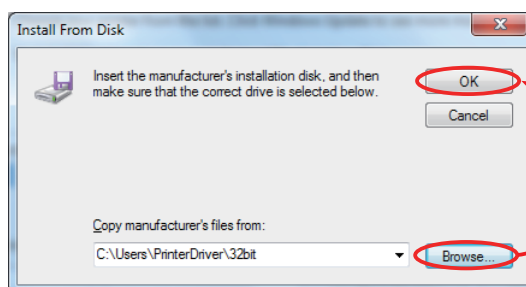 Install From Disk
Insert the manufacturer's installation disk, and then
make sure that the correct drive is selected below.
OK
Cancel
Copy manufacturer's files from:
C:\Users\PrinterDriver\32bit
Browse...